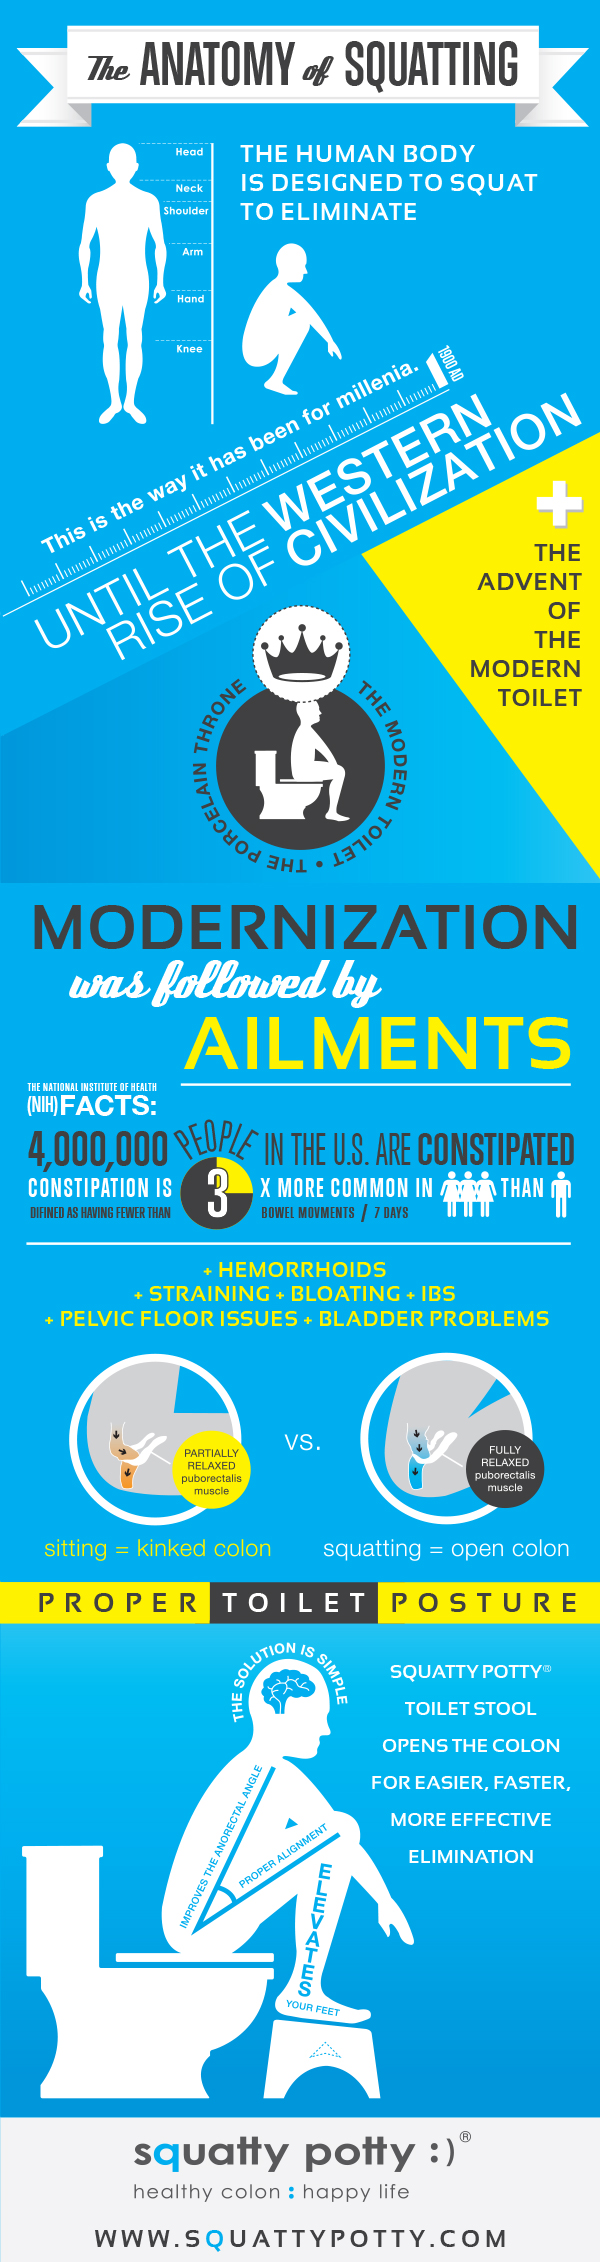 The ANATOMY of SQUATTING
Head
Neck
Shoulder
Arm
Hand
Knee
THE HUMAN BODY
IS DESIGNED TO SQUAT
TO ELIMINATE
This is the way it has been for millenia.
1900 AD
UNTIL THE WESTERN
RISE OF CIVILIZATION
+
THE
ADVENT
OF
THE
MODERN
TOILET
THE PORCELAIN THRONE • THE MODERN TOILET
MODERNIZATION
was followed by
AILMENTS
THE NATIONAL INSTITUTE OF HEALTH
(NIH) FACTS:
4,000,000 PEOPLE IN THE U.S. ARE CONSTIPATED
CONSTIPATION IS 3 X MORE COMMON IN THAN
DIFINED AS HAVING FEWER THAN BOWEL MOVMENTS / 7 DAYS
+ HEMORRHOIDS
+ STRAINING + BLOATING + IBS
+ PELVIC FLOOR ISSUES + BLADDER PROBLEMS
PARTIALLY
RELAXED
puborectalis
muscle
vs.
FULLY
RELAXED
puborectalis
muscle
sitting = kinked colon
squatting = open colon
PROPER TOILET POSTURE
THE SOLUTION IS SIMPLE
SQUATTY POTTY®
TOILET STOOL
OPENS THE COLON
FOR EASIER, FASTER,
MORE EFFECTIVE
ELIMINATION
IMPROVES THE ANORECTAL ANGLE
PROPER ALIGNMENT
ELEVATES
YOUR FEET
squatty potty :)®
healthy colon : happy life
WWW.SQUATTYPOTTY.COM